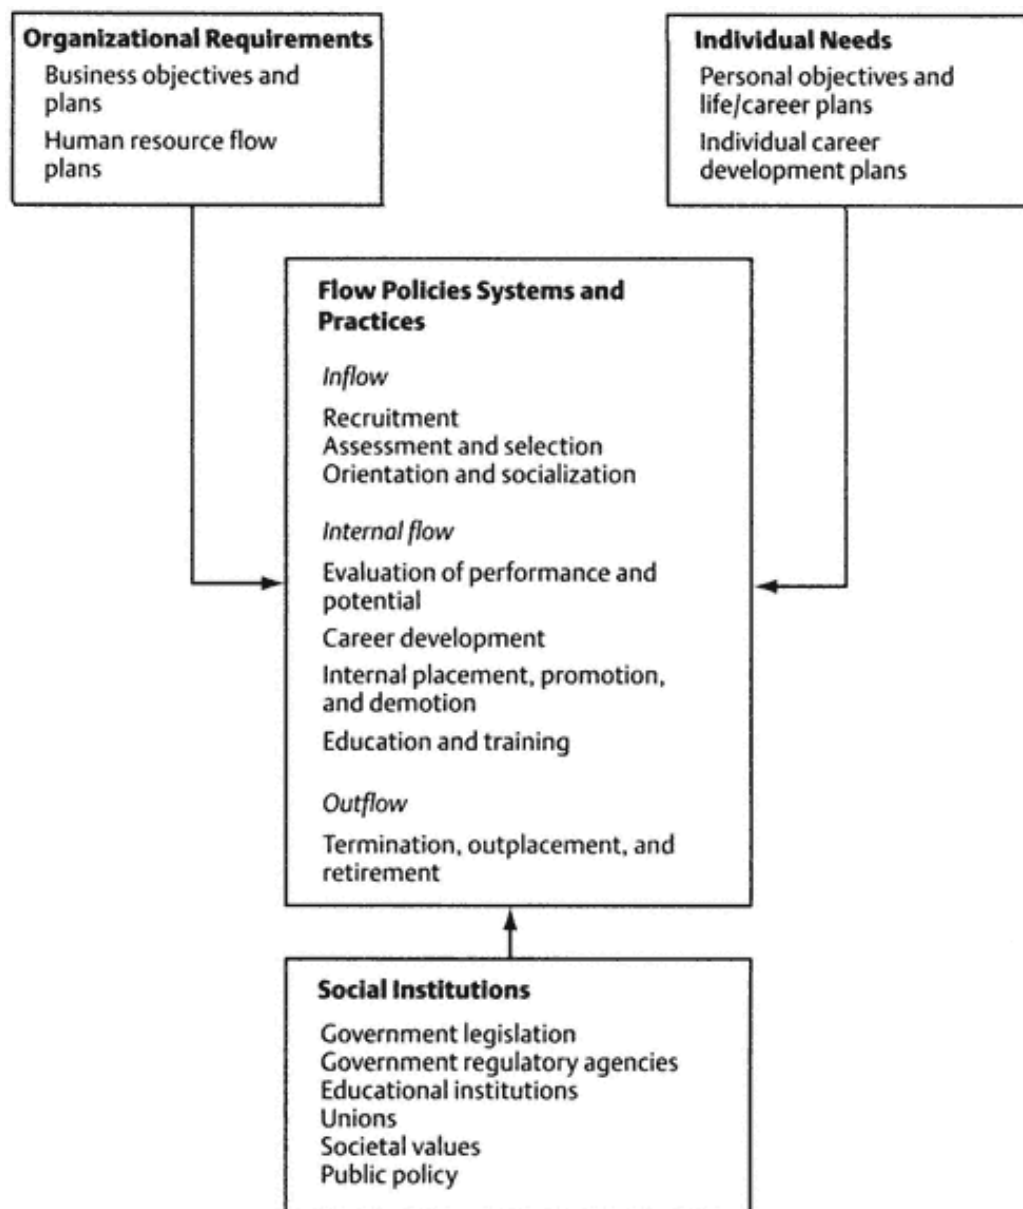 Organizational Requirements
Business objectives and
plans
Human resource flow
plans
Individual Needs
Personal objectives and
life/career plans
Individual career
development plans
Flow Policies Systems and
Practices
Inflow
Recruitment
Assessment and selection
Orientation and socialization
Internal flow
Evaluation of performance and
potential
Career development
Internal placement, promotion,
and demotion
Education and training
Outflow
Termination, outplacement, and
retirement
Social Institutions
Government legislation
Government regulatory agencies
Educational institutions
Unions
Societal values
Public policy